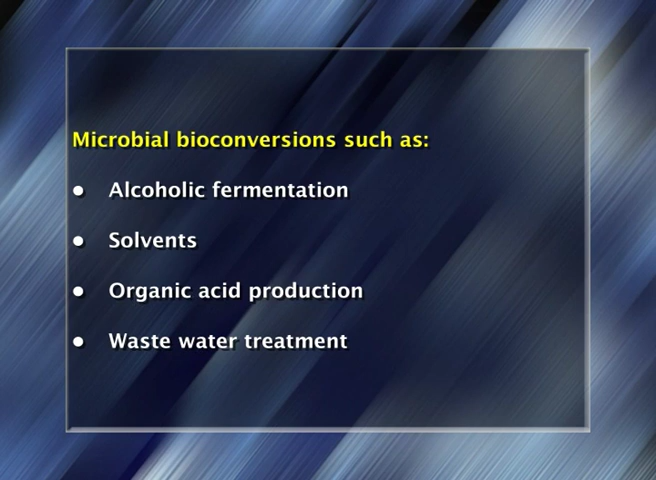 Microbial bioconversions such as:
• Alcoholic fermentation
• Solvents
• Organic acid production
• Waste water treatment